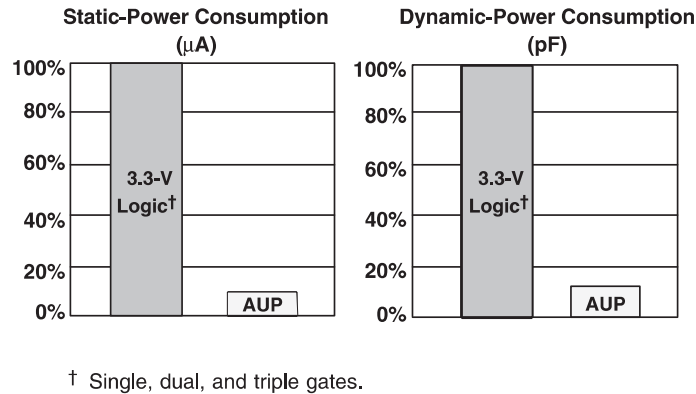 Static-Power Consumption
(μA)
100%
80%
60%
40%
20%
0%
3.3-V
Logic†
AUP
Dynamic-Power Consumption
(pF)
100%
80%
60%
40%
20%
0%
3.3-V
Logic†
AUP
† Single, dual, and triple gates.